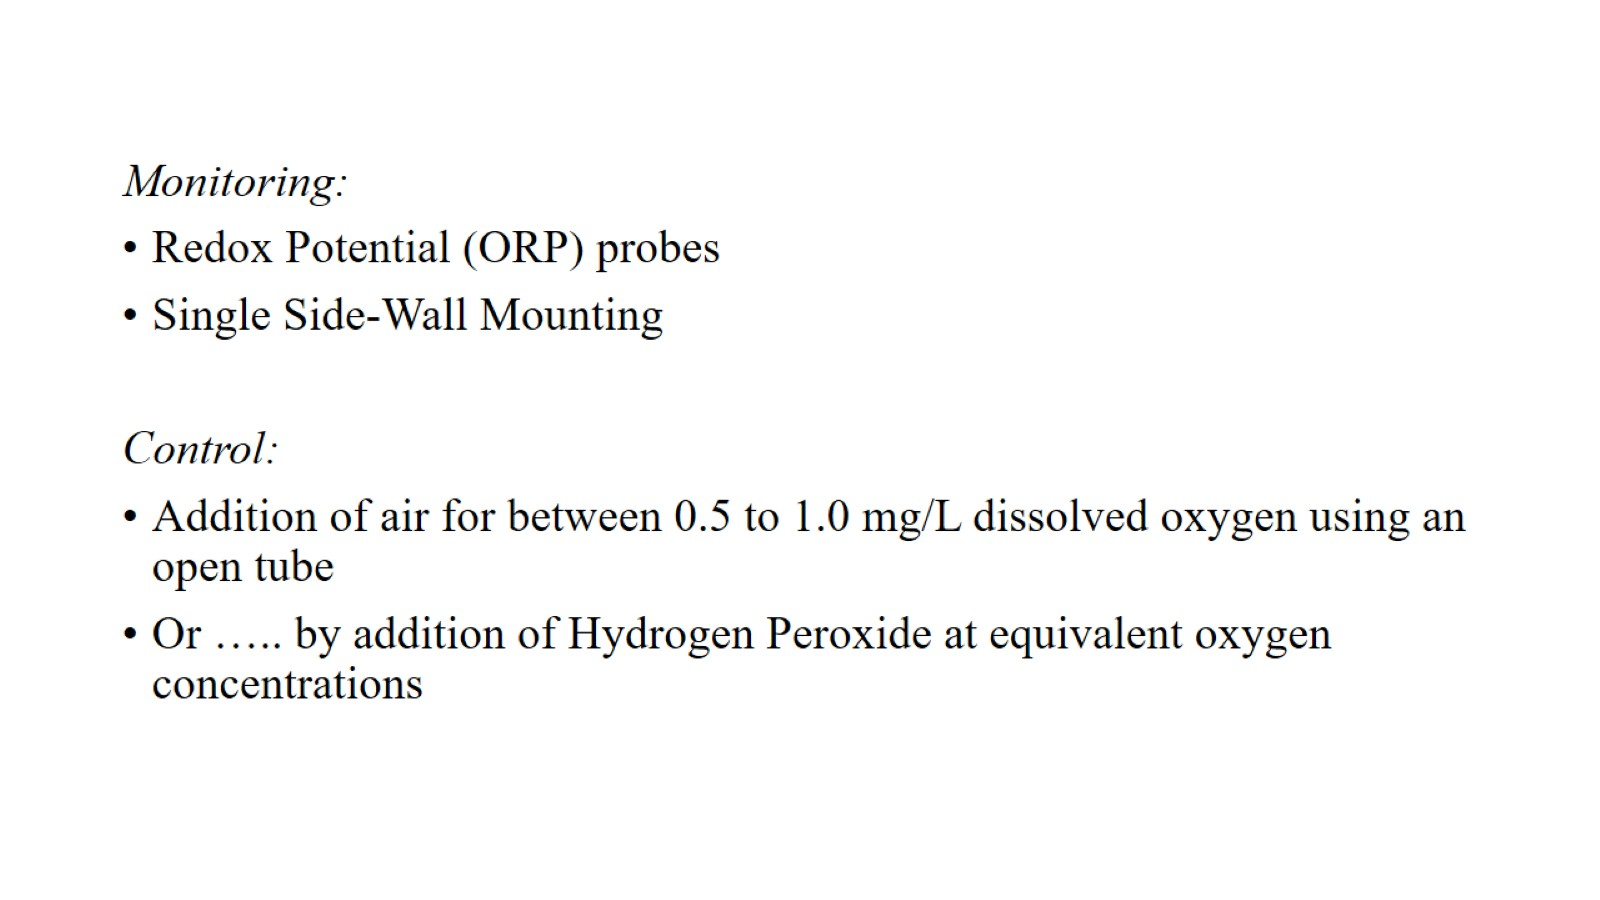 Monitoring:
• Redox Potential (ORP) probes
• Single Side-Wall Mounting
Control:
• Addition of air for between 0.5 to 1.0 mg/L dissolved oxygen using an
open tube
• Or ….. by addition of Hydrogen Peroxide at equivalent oxygen
concentrations